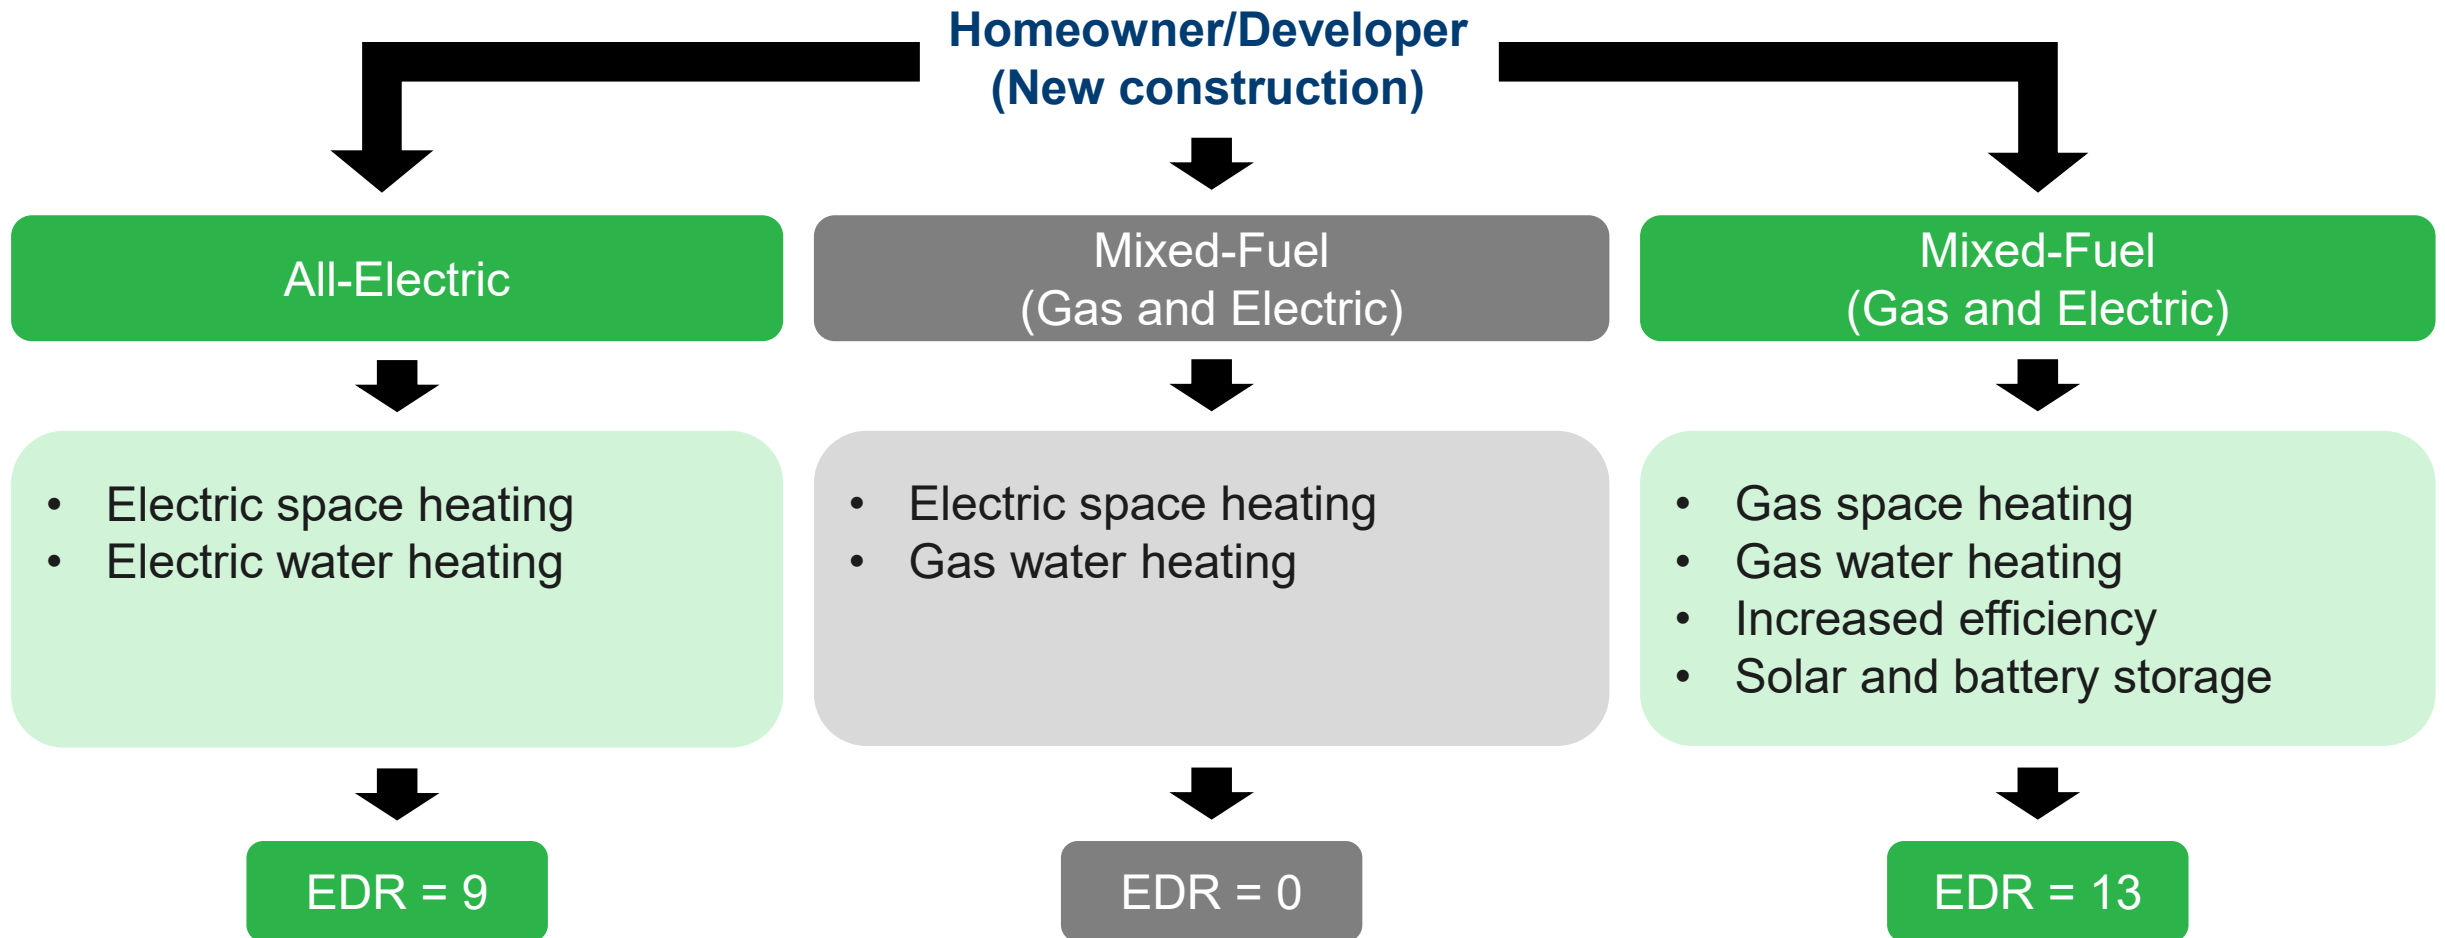 Homeowner/Developer
(New construction)
All-Electric
Mixed-Fuel
(Gas and Electric)
Mixed-Fuel
(Gas and Electric)
• Electric space heating
• Electric water heating
• Electric space heating
• Gas water heating
• Gas space heating
• Gas water heating
• Increased efficiency
• Solar and battery storage
EDR = 9
EDR = 0
EDR = 13